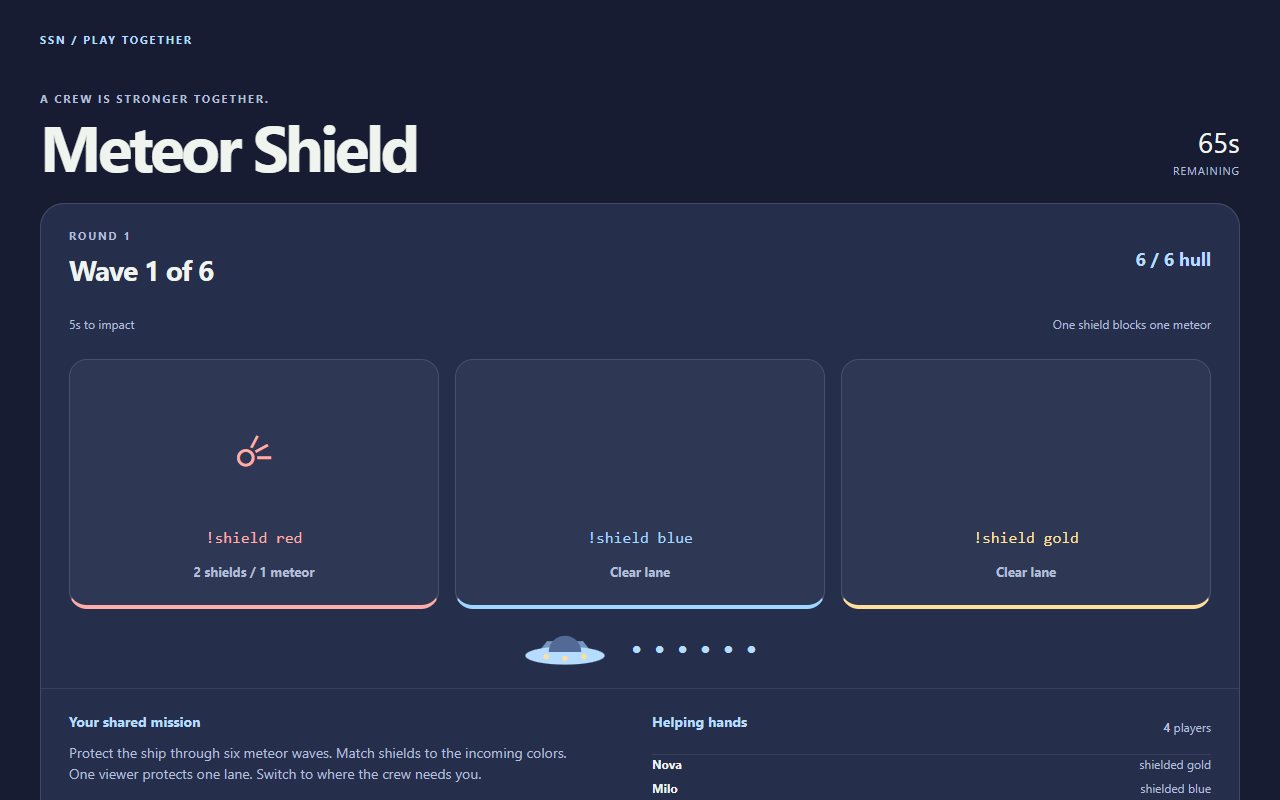 SSN / PLAY TOGETHER
A CREW IS STRONGER TOGETHER.
Meteor Shield
65s
REMAINING
ROUND 1
Wave 1 of 6
6 / 6 hull
5s to impact
One shield blocks one meteor
!shield red
2 shields / 1 meteor
!shield blue
Clear lane
!shield gold
Clear lane
Your shared mission
Protect the ship through six meteor waves. Match shields to the incoming colors.
One viewer protects one lane. Switch to where the crew needs you.
Helping hands
4 players
Nova
shielded gold
Milo
shielded blue